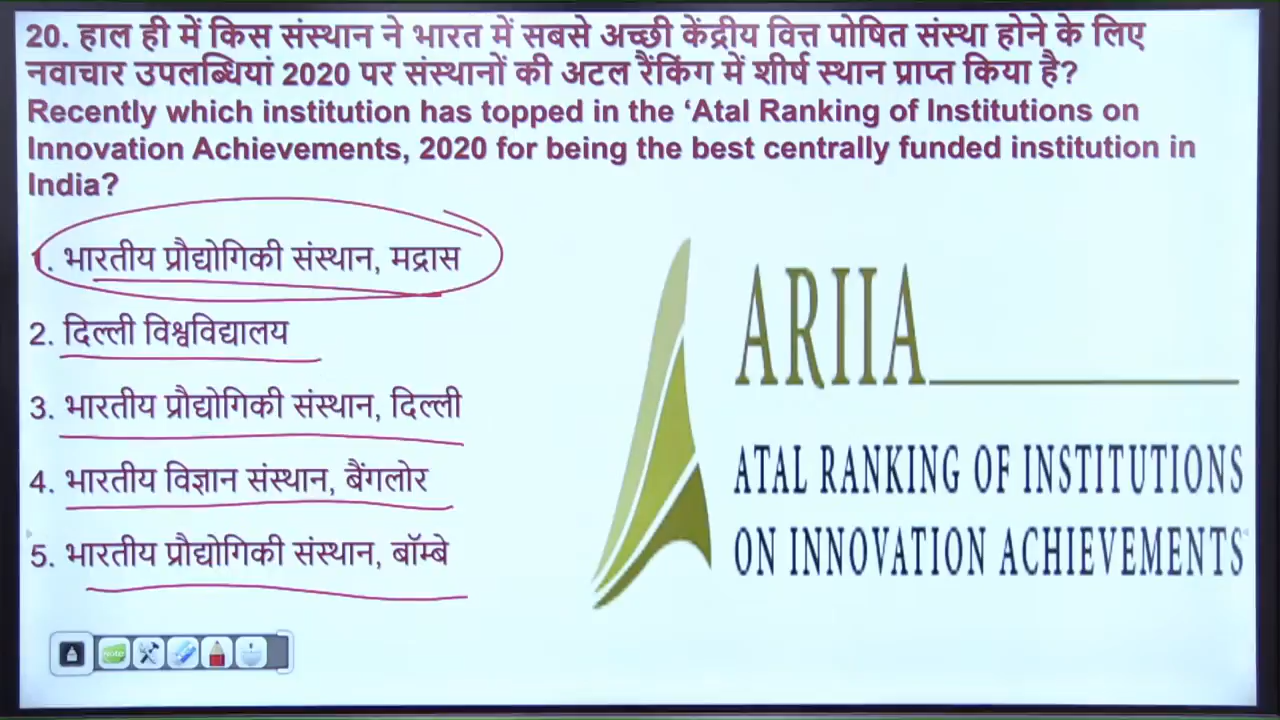 20. हाल ही में किस संस्थान ने भारत में सबसे अच्छी केंद्रीय वित्त पोषित संस्था होने के लिए
नवाचार उपलब्धियां 2020 पर संस्थानों की अटल रैंकिंग में शीर्ष स्थान प्राप्त किया है?
Recently which institution has topped in the ‘Atal Ranking of Institutions on
Innovation Achievements, 2020 for being the best centrally funded institution in
India?
1. भारतीय प्रौद्योगिकी संस्थान, मद्रास
2. दिल्ली विश्वविद्यालय
3. भारतीय प्रौद्योगिकी संस्थान, दिल्ली
4. भारतीय विज्ञान संस्थान, बैंगलोर
5. भारतीय प्रौद्योगिकी संस्थान, बॉम्बे
ARIIA
ATAL RANKING OF INSTITUTIONS
ON INNOVATION ACHIEVEMENTS